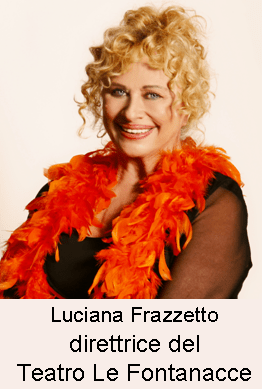 Luciana Frazzetto
direttrice del
Teatro Le Fontanacce